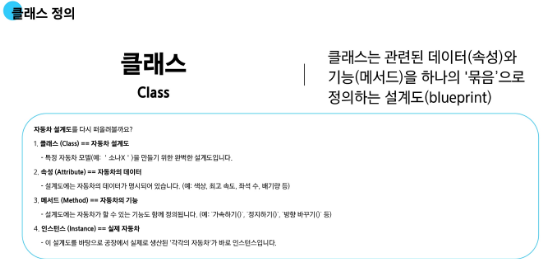 클래스 정의
클래스
Class
클래스는 관련된 데이터(속성)와
기능(메서드)을 하나의 '묶음'으로
정의하는 설계도(blueprint)
자동차 설계도를 다시 떠올려볼까요?
1. 클래스 (Class) == 자동차 설계도
- 특정 자동차 모델(예: ' 소나X ' )을 만들기 위한 완벽한 설계도입니다.
2. 속성 (Attribute) == 자동차의 데이터
- 설계도에는 자동차의 데이터가 명시되어 있습니다. (예: 색상, 최고 속도, 좌석 수, 배기량 등)
3. 메서드 (Method) == 자동차의 기능
- 설계도에는 자동차가 할 수 있는 기능도 함께 정의됩니다. (예: '가속하기()', '정지하기()', '방향 바꾸기()' 등)
4. 인스턴스 (Instance) == 실제 자동차
- 이 설계도를 바탕으로 공장에서 실제로 생산된 '각각의 자동차'가 바로 인스턴스입니다.